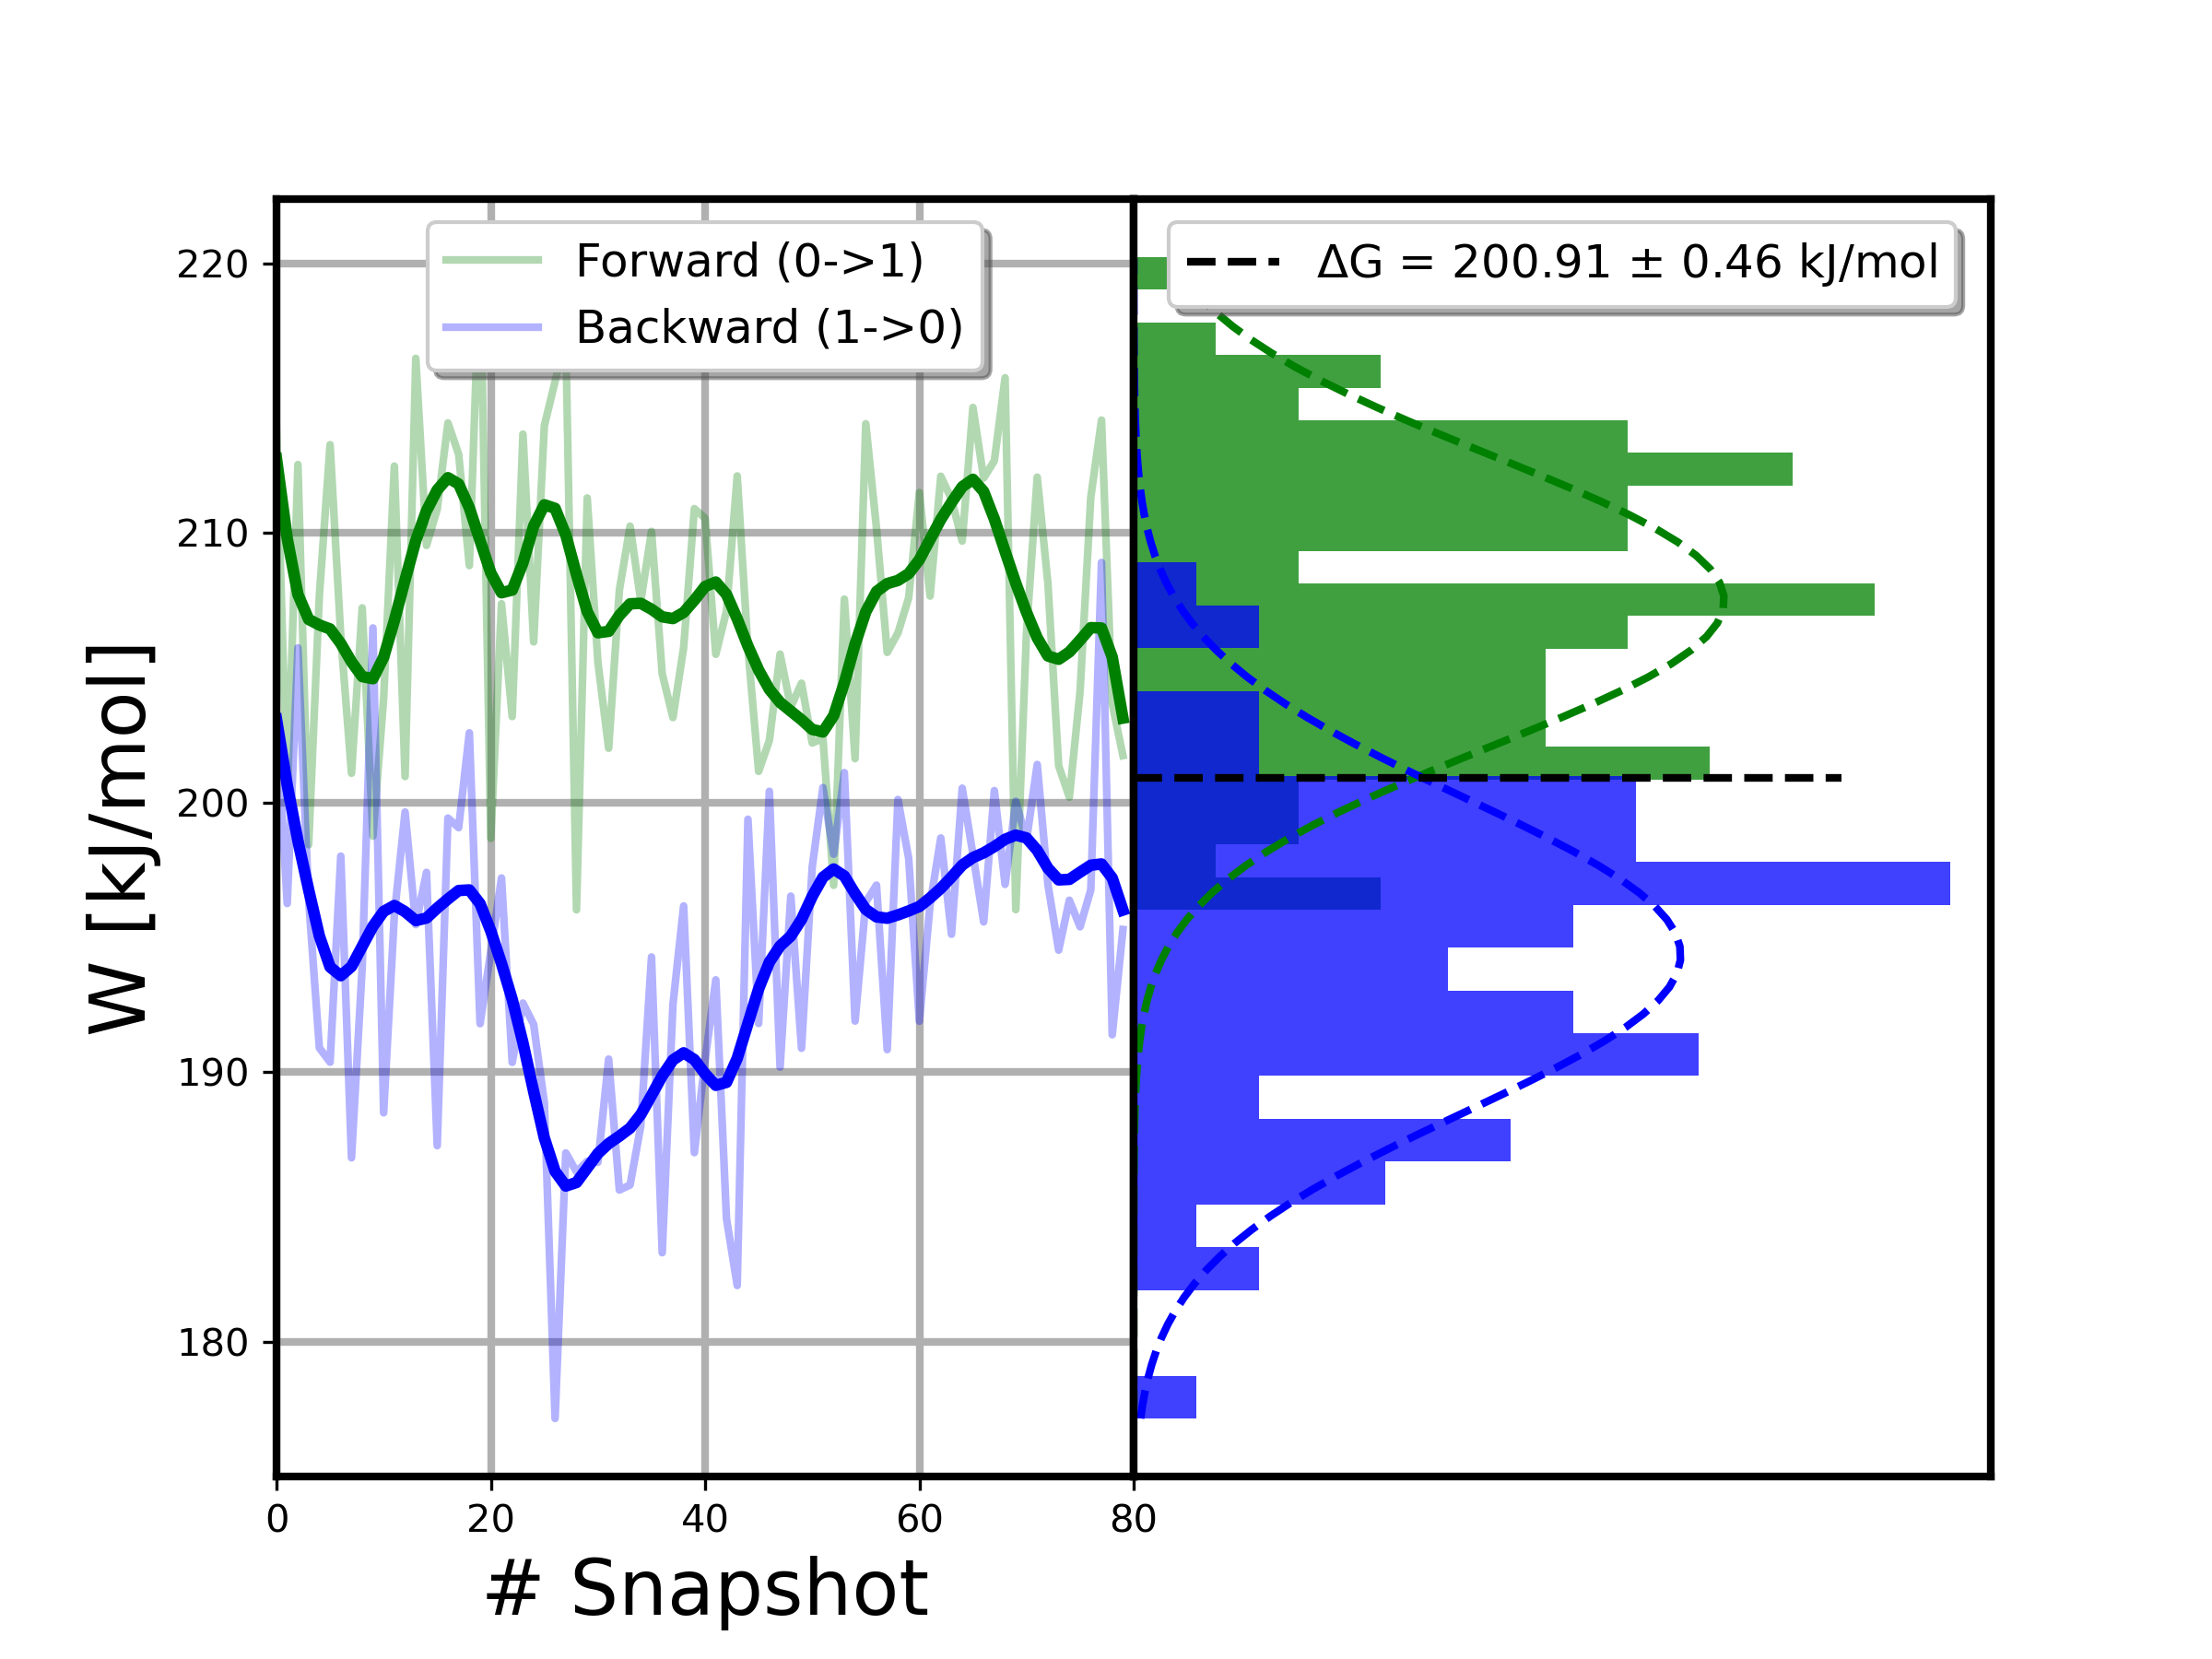 Forward (0->1)
Backward (1->0)
ΔG = 200.91 ± 0.46 kJ/mol
220
210
200
190
180
W [kJ/mol]
0 20 40 60 80
# Snapshot